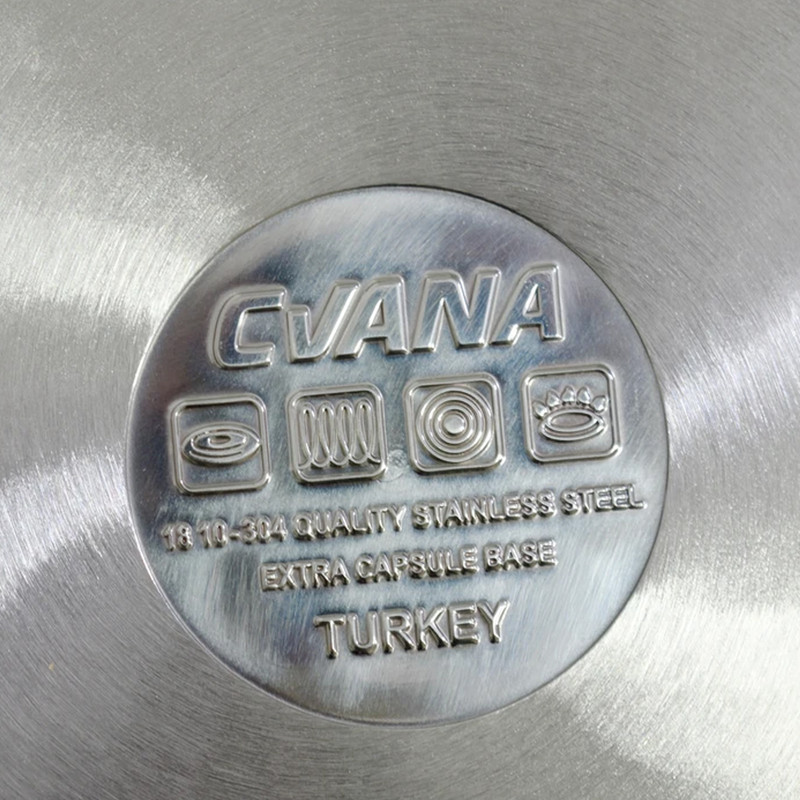 CVANA
18 10-304 QUALITY STAINLESS STEEL
EXTRA CAPSULE BASE
TURKEY